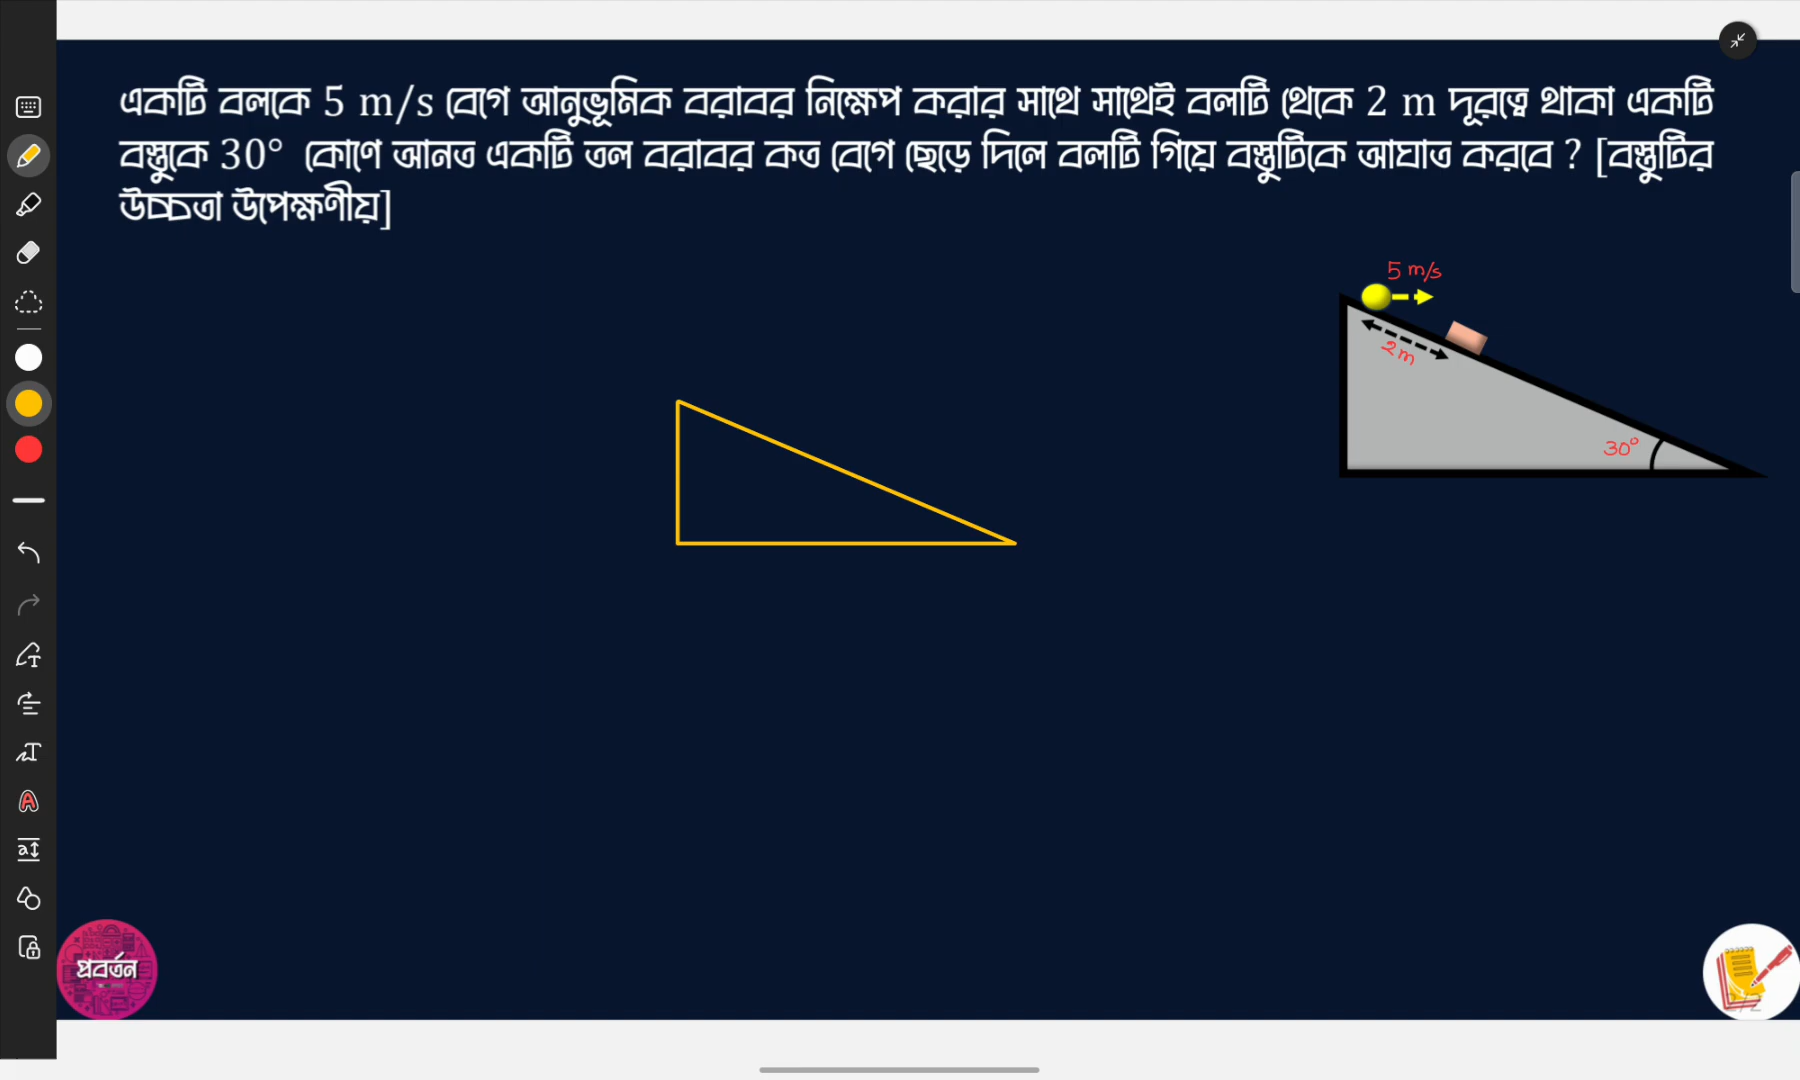 একটি বলকে 5 m/s বেগে আনুভূমিক বরাবর নিক্ষেপ করার সাথে সাথেই বলটি থেকে 2 m দূরত্বে থাকা একটি
বস্তুকে 30° কোণে আনত একটি তল বরাবর কত বেগে ছেড়ে দিলে বলটি গিয়ে বস্তুটিকে আঘাত করবে ? [বস্তুটির
উচ্চতা উপেক্ষণীয়]
5 m/s
2 m
30°
প্রবর্তন